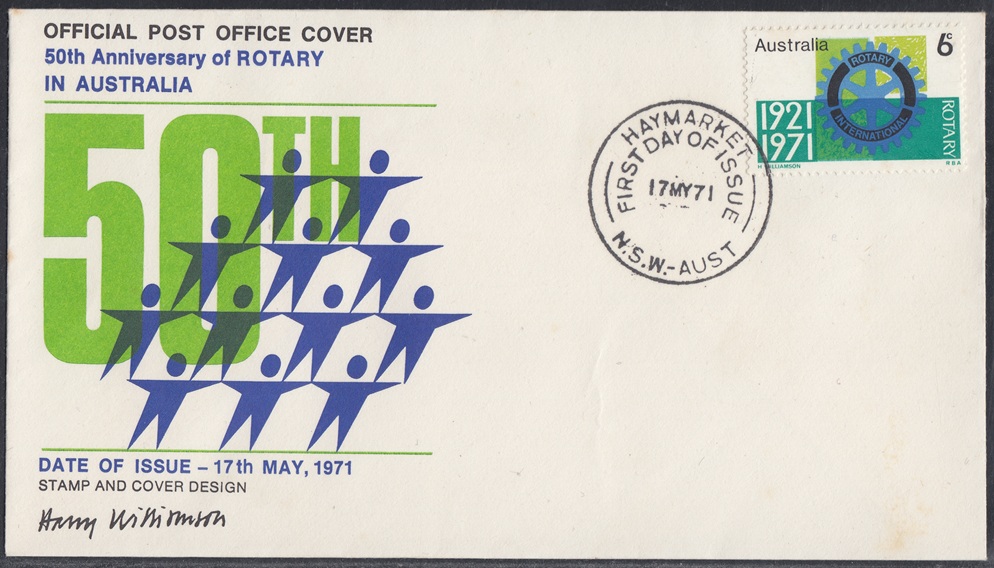 OFFICIAL POST OFFICE COVER
50th Anniversary of ROTARY
IN AUSTRALIA
50TH
DATE OF ISSUE – 17th MAY, 1971
STAMP AND COVER DESIGN
Harry Williamson
HAYMARKET
FIRST DAY OF ISSUE
17MY71
N.S.W.-AUST
Australia
6c
ROTARY
INTERNATIONAL
1921
1971
ROTARY
H. WILLIAMSON
RBA